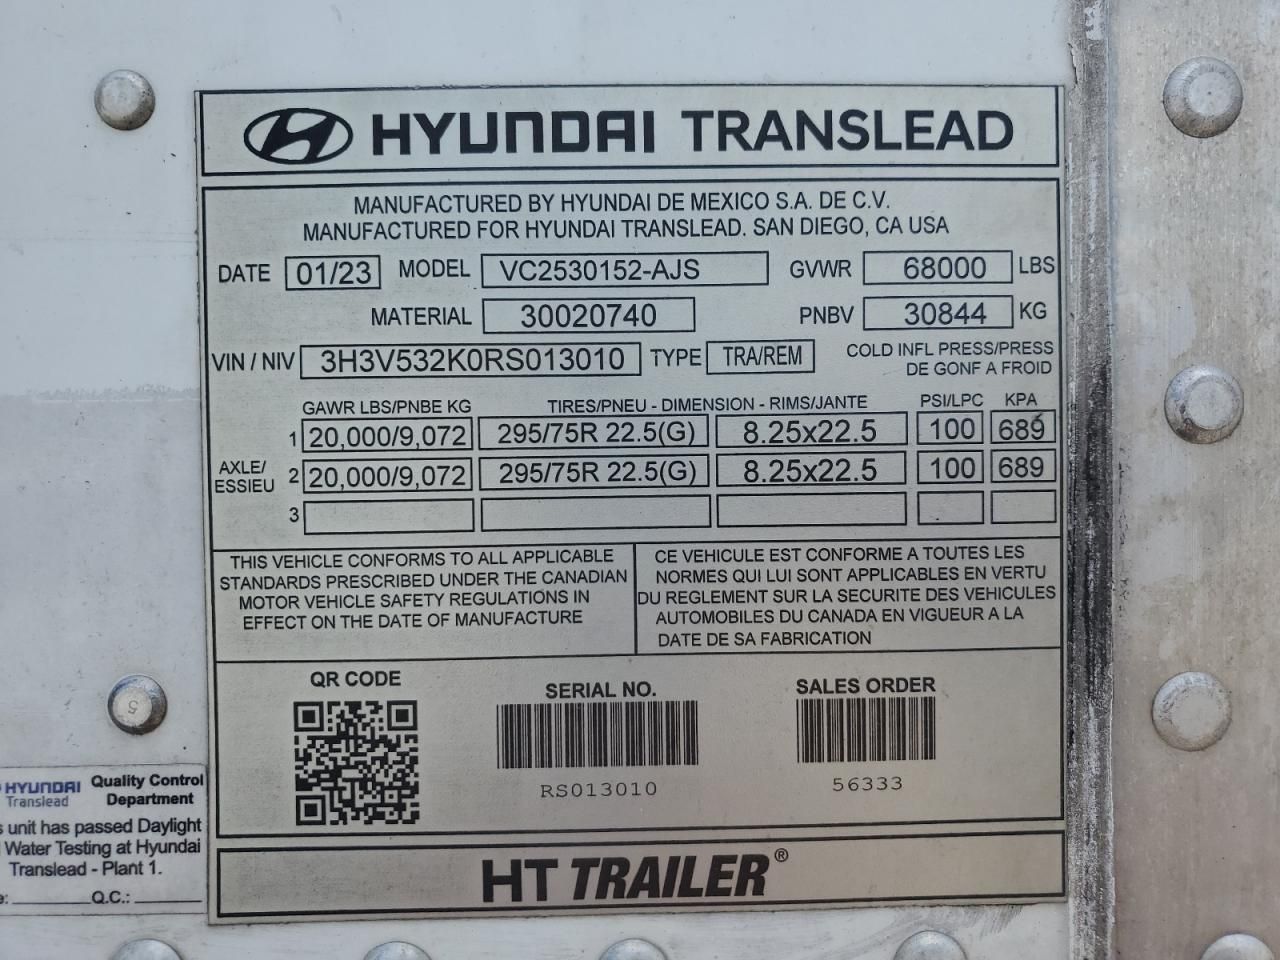 HYUNDAI TRANSLEAD
MANUFACTURED BY HYUNDAI DE MEXICO S.A. DE C.V.
MANUFACTURED FOR HYUNDAI TRANSLEAD. SAN DIEGO, CA USA
DATE 01/23 MODEL VC2530152-AJS GVWR 68000 LBS
MATERIAL 30020740 PNBV 30844 KG
VIN / NIV 3H3V532K0RS013010 TYPE TRA/REM COLD INFL PRESS/PRESS
DE GONF A FROID
GAWR LBS/PNBE KG TIRES/PNEU - DIMENSION - RIMS/JANTE PSI/LPC KPA
1 20,000/9,072 295/75R 22.5(G) 8.25x22.5 100 689
AXLE/
ESSIEU
2 20,000/9,072 295/75R 22.5(G) 8.25x22.5 100 689
3
THIS VEHICLE CONFORMS TO ALL APPLICABLE
STANDARDS PRESCRIBED UNDER THE CANADIAN
MOTOR VEHICLE SAFETY REGULATIONS IN
EFFECT ON THE DATE OF MANUFACTURE
CE VEHICULE EST CONFORME A TOUTES LES
NORMES QUI LUI SONT APPLICABLES EN VERTU
DU REGLEMENT SUR LA SECURITE DES VEHICULES
AUTOMOBILES DU CANADA EN VIGUEUR A LA
DATE DE SA FABRICATION
QR CODE
SERIAL NO.
RS013010
SALES ORDER
56333
HT TRAILER®
HYUNDAI
Translead
Quality Control
Department
unit has passed Daylight
Water Testing at Hyundai
Translead - Plant 1.
Q.C.:
5